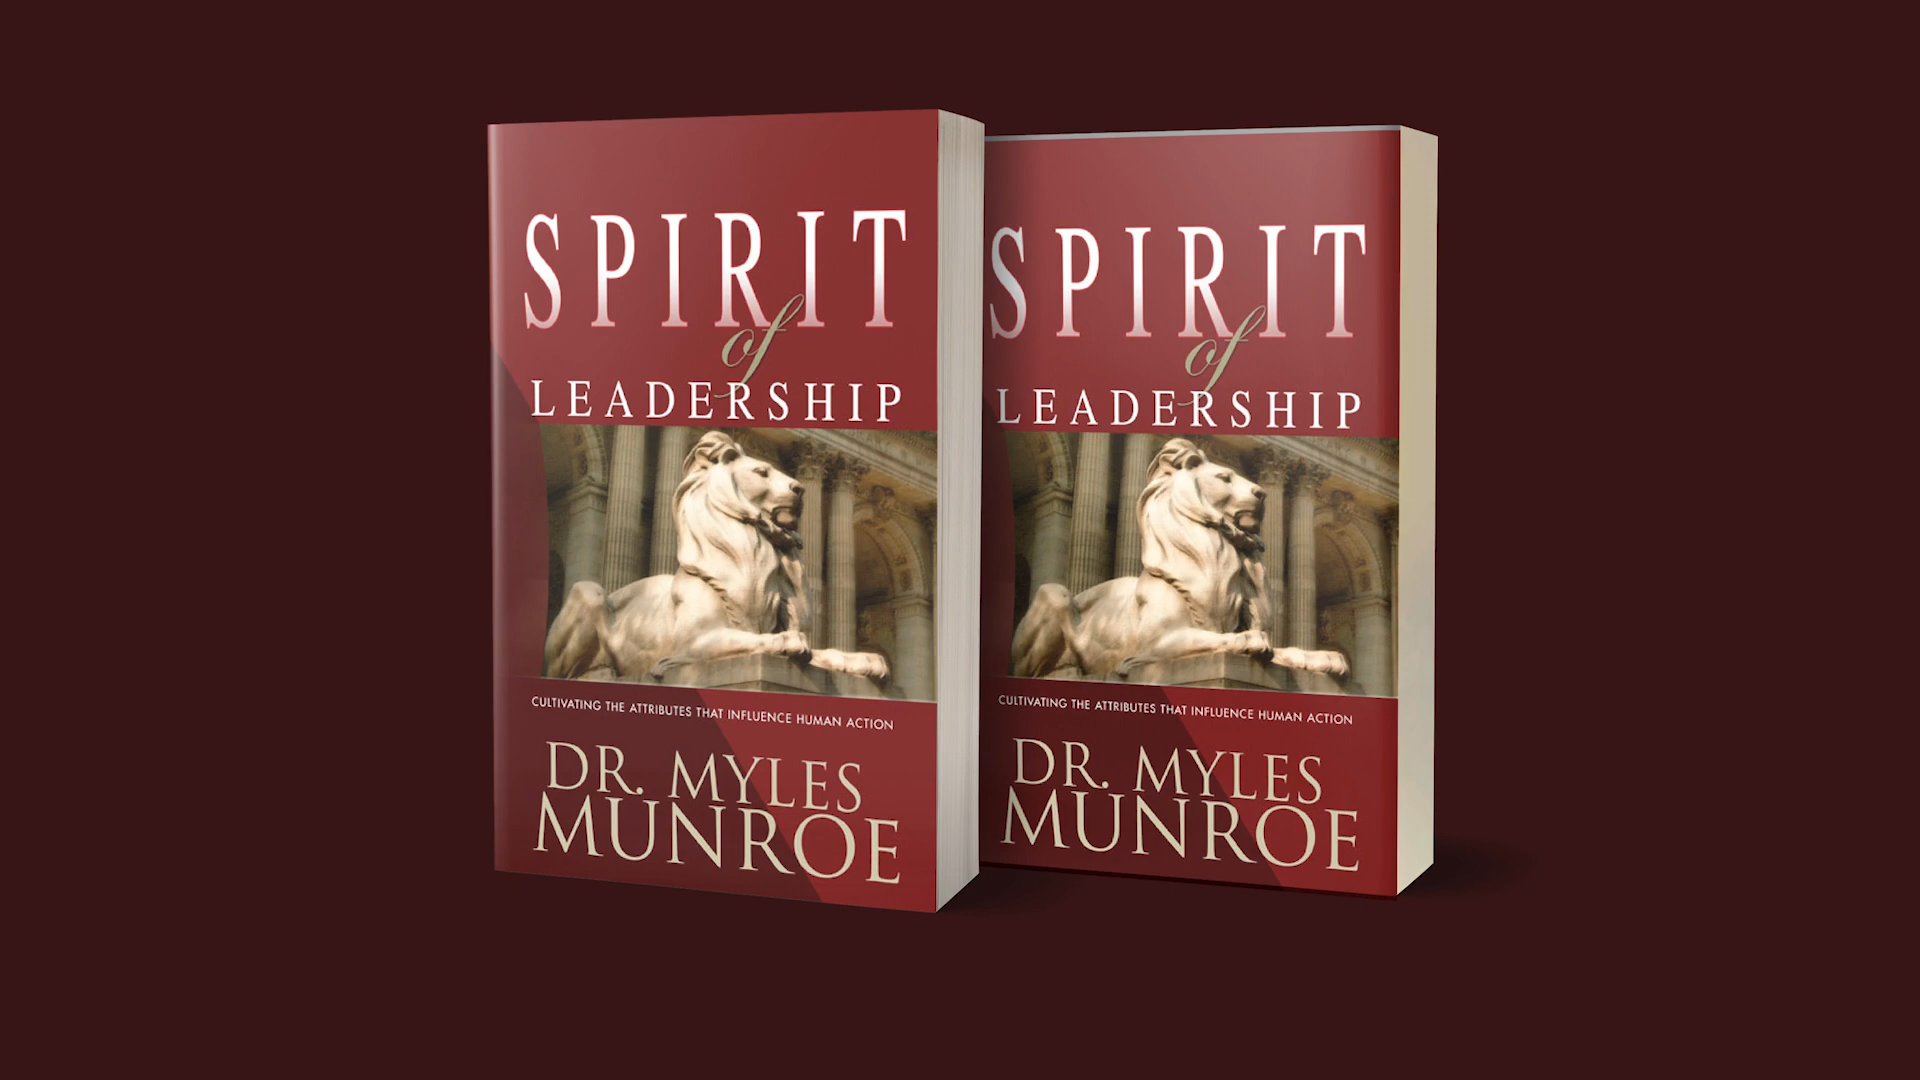 SPIRIT
of
LEADERSHIP
CULTIVATING THE ATTRIBUTES THAT INFLUENCE HUMAN ACTION
DR. MYLES
MUNROE
SPIRIT
of
LEADERSHIP
CULTIVATING THE ATTRIBUTES THAT INFLUENCE HUMAN ACTION
DR. MYLES
MUNROE